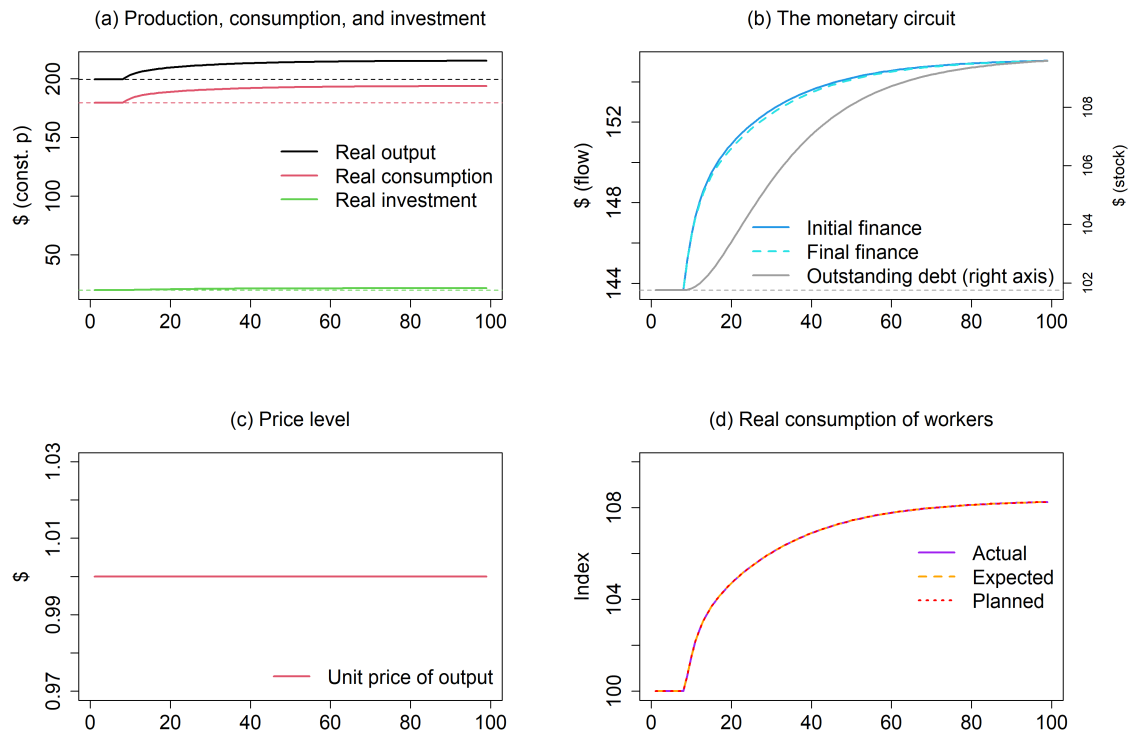 (a) Production, consumption, and investment
$ (const. p)
200
150
100
50
Real output
Real consumption
Real investment
0 20 40 60 80 100
(b) The monetary circuit
$ (flow)
152
148
144
Initial finance
Final finance
Outstanding debt (right axis)
108
106
104
102
$ (stock)
0 20 40 60 80 100
(c) Price level
$
1.03
1.01
0.99
0.97
Unit price of output
0 20 40 60 80 100
(d) Real consumption of workers
Index
108
104
100
Actual
Expected
Planned
0 20 40 60 80 100